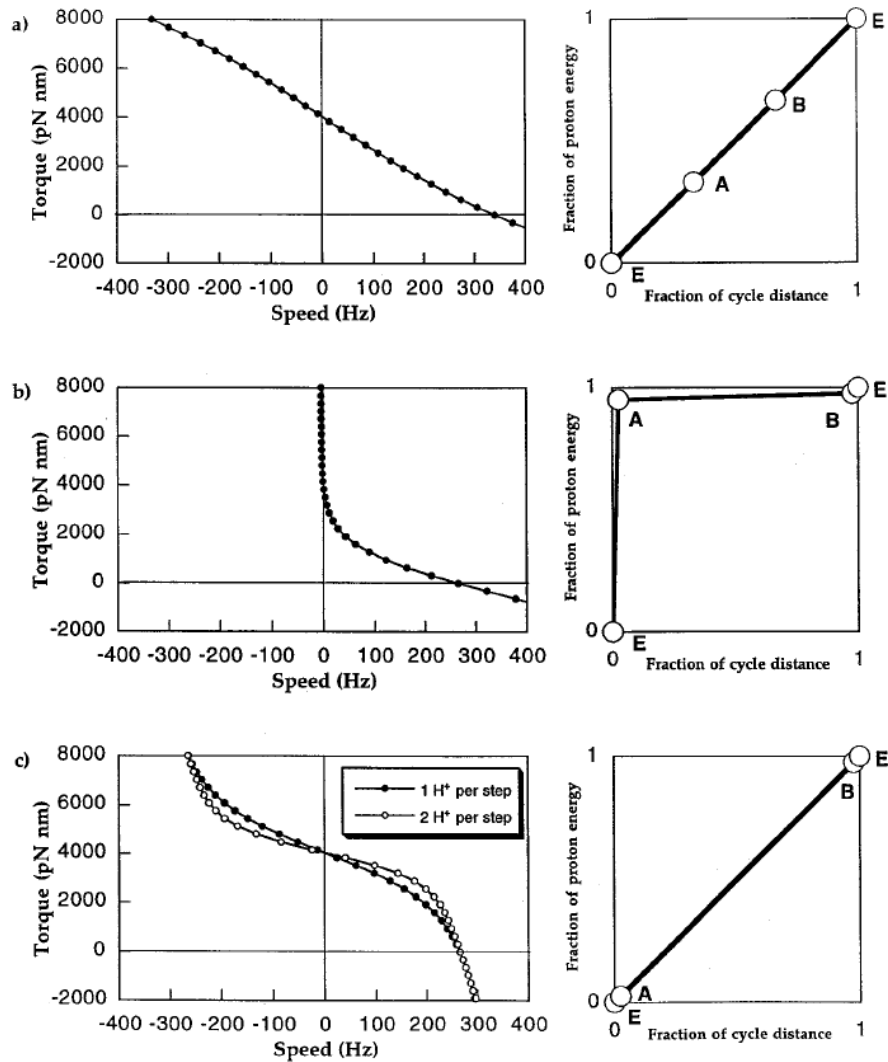 a)
Torque (pN nm)
8000
6000
4000
2000
0
-2000
-400 -300 -200 -100 0 100 200 300 400
Speed (Hz)
Fraction of proton energy
1
0
E
B
A
E
0 Fraction of cycle distance 1
b)
Torque (pN nm)
8000
6000
4000
2000
0
-2000
-400 -300 -200 -100 0 100 200 300 400
Speed (Hz)
Fraction of proton energy
1
0
E
A B
E
0 Fraction of cycle distance 1
c)
Torque (pN nm)
8000
6000
4000
2000
0
-2000
-400 -300 -200 -100 0 100 200 300 400
Speed (Hz)
1 H⁺ per step
2 H⁺ per step
Fraction of proton energy
1
0
E
B
A
E
0 Fraction of cycle distance 1